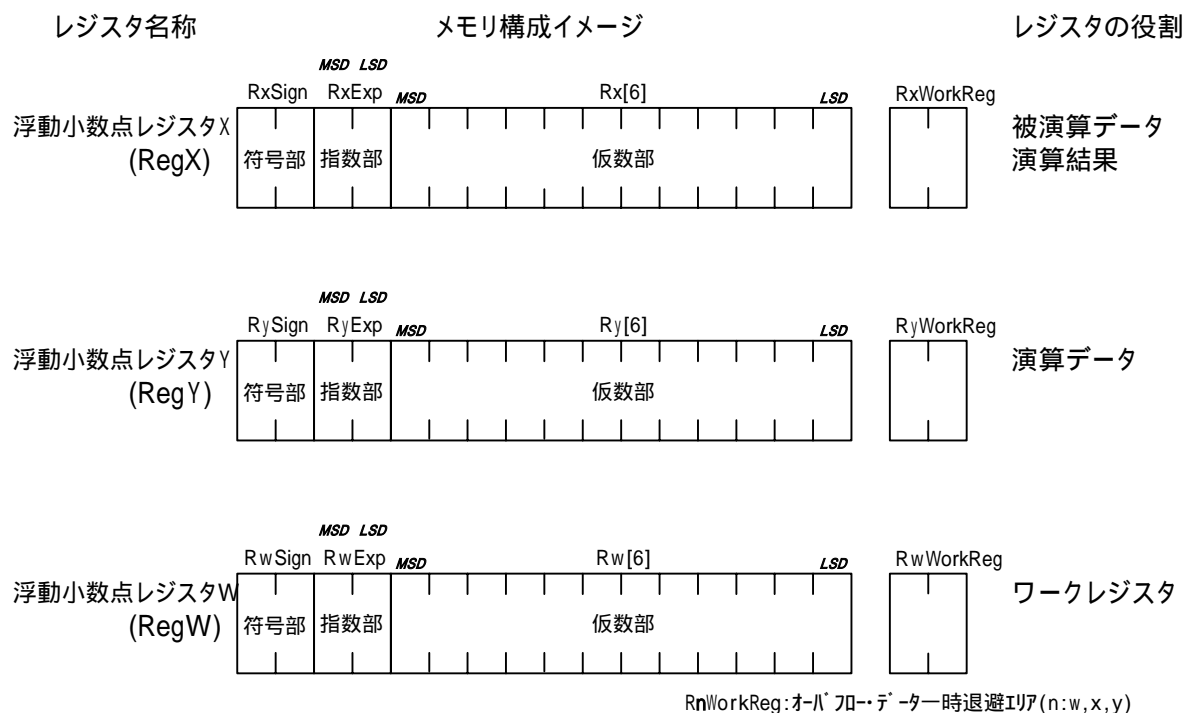 レジスタ名称 メモリ構成イメージ レジスタの役割
MSD LSD
RxSign RxExp MSD Rx[6] LSD RxWorkReg
浮動小数点レジスタX
(RegX)
符号部 指数部 仮数部
被演算データ
演算結果
MSD LSD
RySign RyExp MSD Ry[6] LSD RyWorkReg
浮動小数点レジスタY
(RegY)
符号部 指数部 仮数部
演算データ
MSD LSD
RwSign RwExp MSD Rw[6] LSD RwWorkReg
浮動小数点レジスタW
(RegW)
符号部 指数部 仮数部
ワークレジスタ
RnWorkReg:オーバフロー・データ一時退避エリア(n:w,x,y)